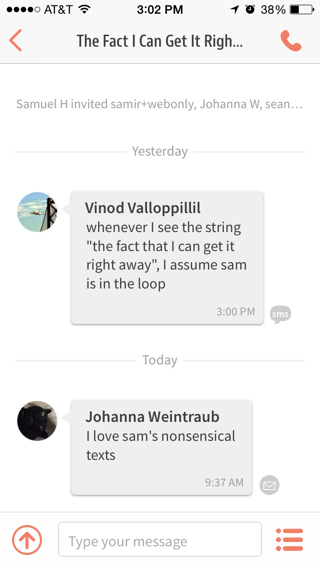 AT&T 3:02 PM 38%
The Fact I Can Get It Righ...
Samuel H invited samir+webonly, Johanna W, sean...
Yesterday
Vinod Valloppillil
whenever I see the string
"the fact that I can get it
right away", I assume sam
is in the loop
3:00 PM
sms
Today
Johanna Weintraub
I love sam's nonsensical
texts
9:37 AM
Type your message